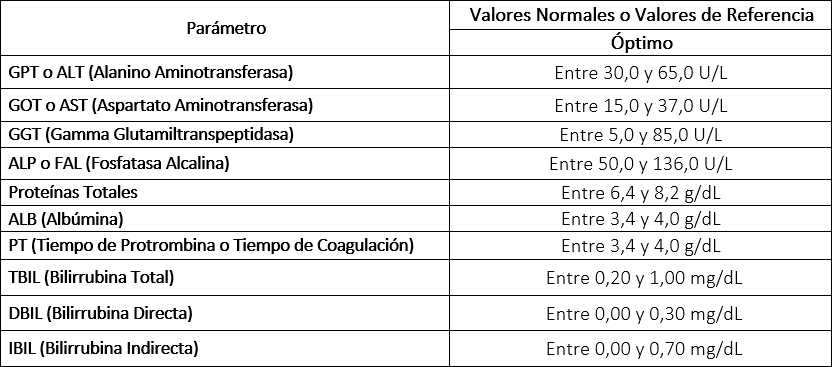 Parámetro
Valores Normales o Valores de Referencia
Óptimo
GPT o ALT (Alanino Aminotransferasa) Entre 30,0 y 65,0 U/L
GOT o AST (Aspartato Aminotransferasa) Entre 15,0 y 37,0 U/L
GGT (Gamma Glutamiltranspeptidasa) Entre 5,0 y 85,0 U/L
ALP o FAL (Fosfatasa Alcalina) Entre 50,0 y 136,0 U/L
Proteínas Totales Entre 6,4 y 8,2 g/dL
ALB (Albúmina) Entre 3,4 y 4,0 g/dL
PT (Tiempo de Protrombina o Tiempo de Coagulación) Entre 3,4 y 4,0 g/dL
TBIL (Bilirrubina Total) Entre 0,20 y 1,00 mg/dL
DBIL (Bilirrubina Directa) Entre 0,00 y 0,30 mg/dL
IBIL (Bilirrubina Indirecta) Entre 0,00 y 0,70 mg/dL